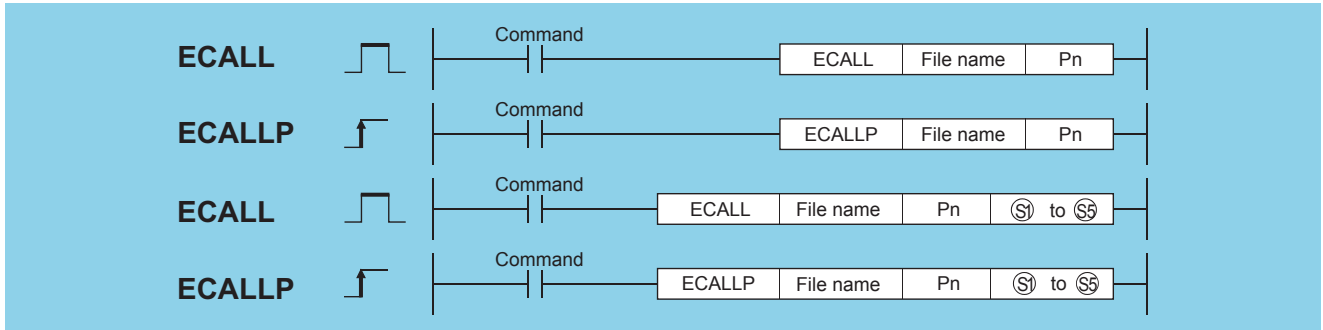 Command
ECALL ECALL File name Pn
Command
ECALLP ECALLP File name Pn
Command
ECALL ECALL File name Pn S1 to S5
Command
ECALLP ECALLP File name Pn S1 to S5